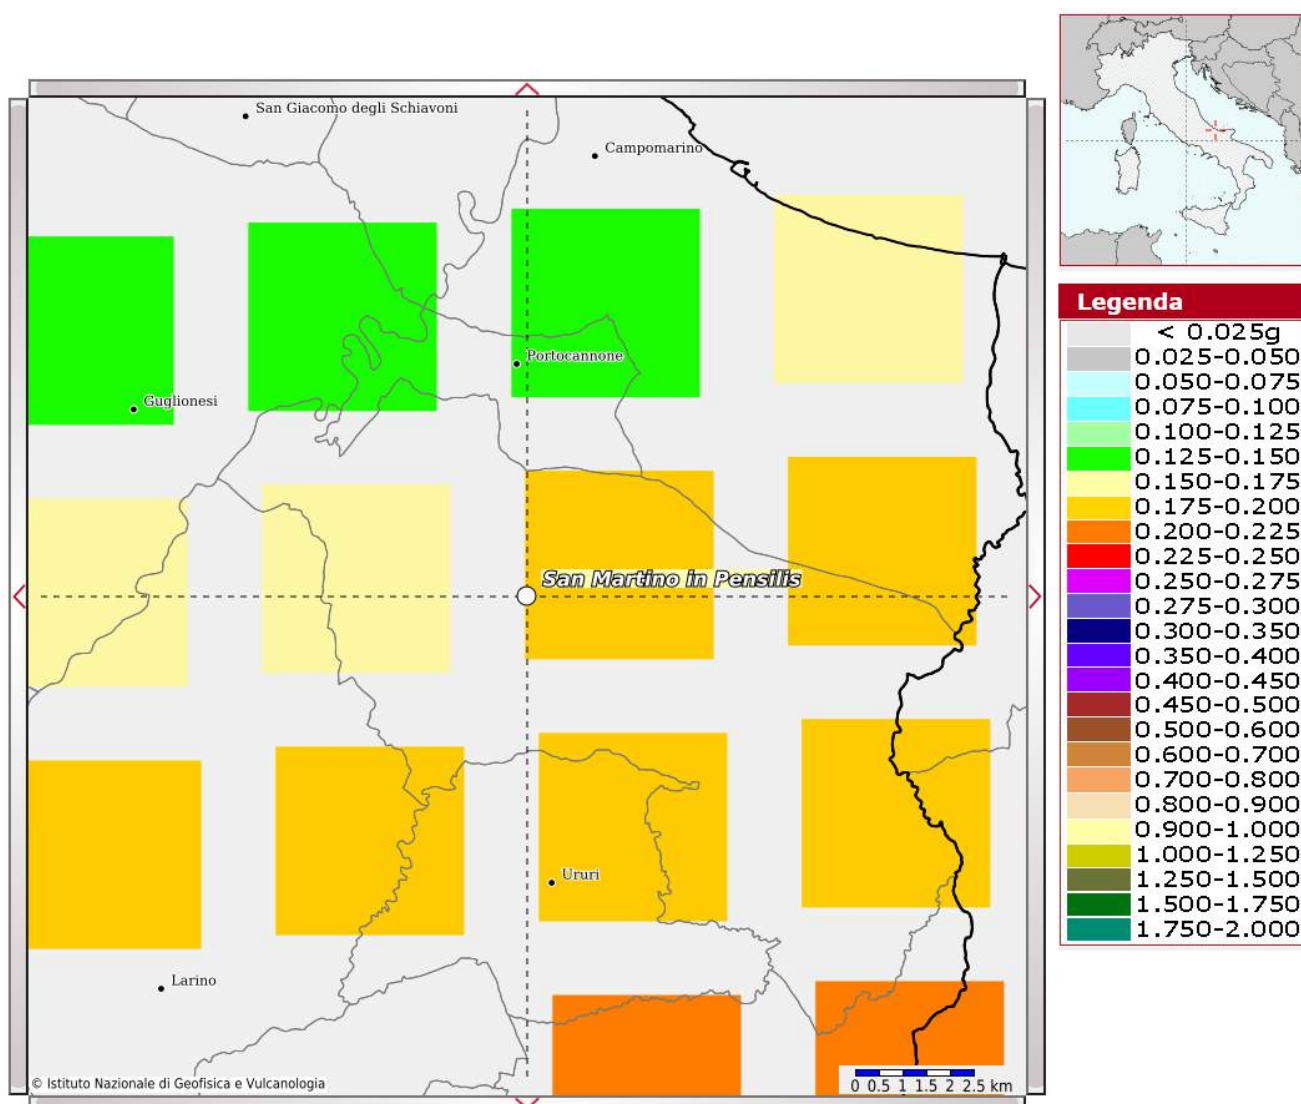 San Giacomo degli Schiavoni
Campomarino
Portocannone
Guglionesi
San Martino in Pensilis
Ururi
Larino
© Istituto Nazionale di Geofisica e Vulcanologia
0 0.5 1 1.5 2 2.5 km
Legenda
< 0.025g
0.025-0.050
0.050-0.075
0.075-0.100
0.100-0.125
0.125-0.150
0.150-0.175
0.175-0.200
0.200-0.225
0.225-0.250
0.250-0.275
0.275-0.300
0.300-0.350
0.350-0.400
0.400-0.450
0.450-0.500
0.500-0.600
0.600-0.700
0.700-0.800
0.800-0.900
0.900-1.000
1.000-1.250
1.250-1.500
1.500-1.750
1.750-2.000